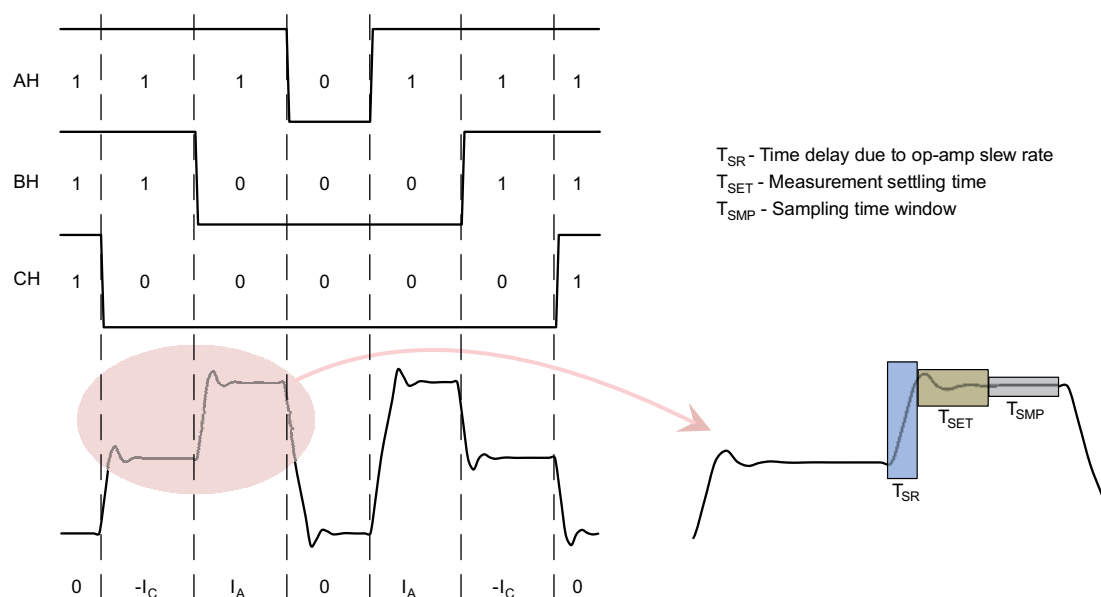 AH 1 1 1 0 1 1 1
BH 1 1 0 0 0 1 1
CH 1 0 0 0 0 0 1
T_SR - Time delay due to op-amp slew rate
T_SET - Measurement settling time
T_SMP - Sampling time window
T_SET
T_SMP
T_SR
0 -I_C I_A 0 I_A -I_C 0